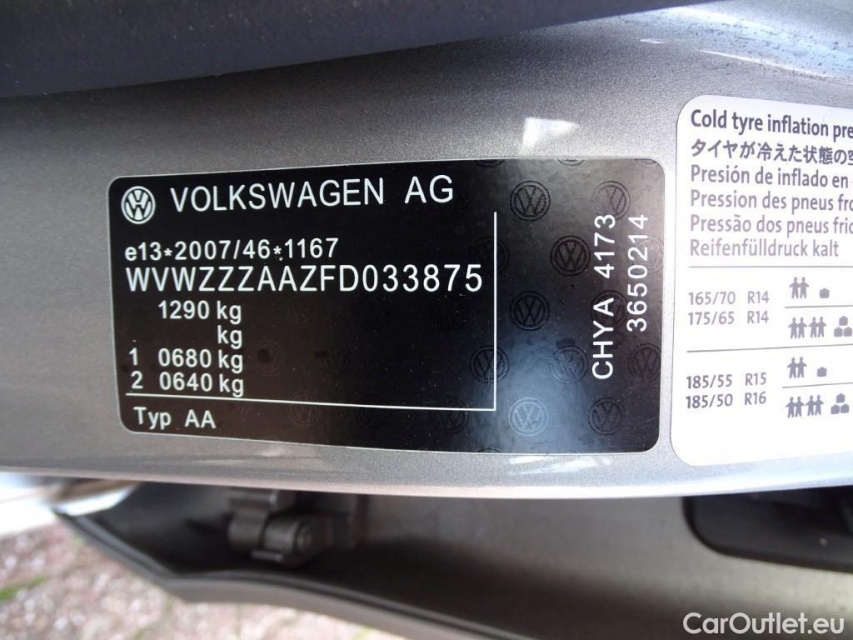 VOLKSWAGEN AG
e13*2007/46*1167
WVWZZZAAZFD033875
1290 kg
kg
1 0680 kg
2 0640 kg
Typ AA
CHYA 4173
3650214
Cold tyre inflation pre
タイヤが冷えた状態の空
Presión de inflado en
Pression des pneus fro
Pressão dos pneus fric
Reifenfülldruck kalt
165/70 R14
175/65 R14
185/55 R15
185/50 R16
CarOutlet.eu